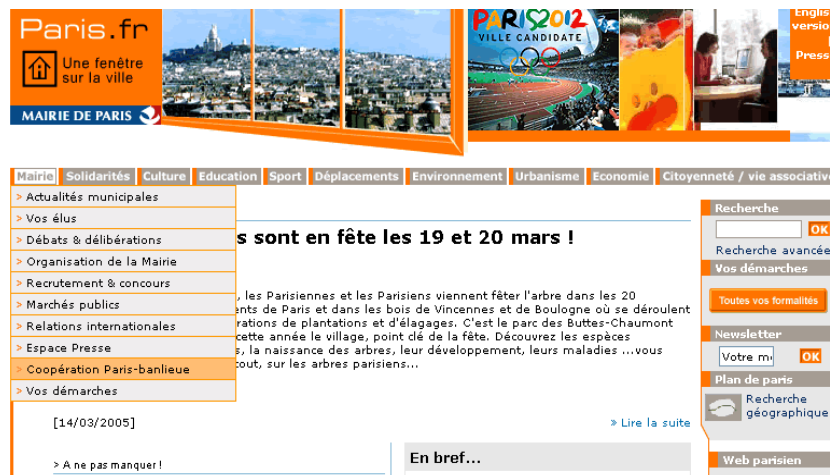 Paris.fr
Une fenêtre
sur la ville
MAIRIE DE PARIS
PARIS2012
VILLE CANDIDATE
English
version
Presse
Mairie Solidarités Culture Education Sport Déplacements Environnement Urbanisme Economie Citoyenneté / vie associative
> Actualités municipales
> Vos élus
> Débats & délibérations
> Organisation de la Mairie
> Recrutement & concours
> Marchés publics
> Relations internationales
> Espace Presse
> Coopération Paris-banlieue
> Vos démarches
s sont en fête les 19 et 20 mars !
, les Parisiennes et les Parisiens viennent fêter l'arbre dans les 20
ents de Paris et dans les bois de Vincennes et de Boulogne où se déroulent
rations de plantations et d'élagages. C'est le parc des Buttes-Chaumont
cette année le village, point clé de la fête. Découvrez les espèces
s, la naissance des arbres, leur développement, leurs maladies ...vous
out, sur les arbres parisiens...
[14/03/2005]
» Lire la suite
> A ne pas manquer!
En bref...
Recherche
OK
Recherche avancée
Vos démarches
Toutes vos formalités
Newsletter
Votre m OK
Plan de paris
Recherche
géographique
Web parisien